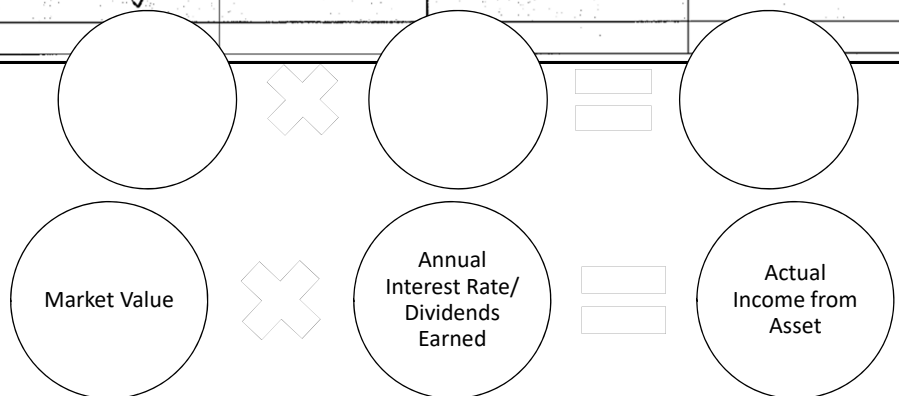 Market Value
Annual
Interest Rate/
Dividends
Earned
Actual
Income from
Asset